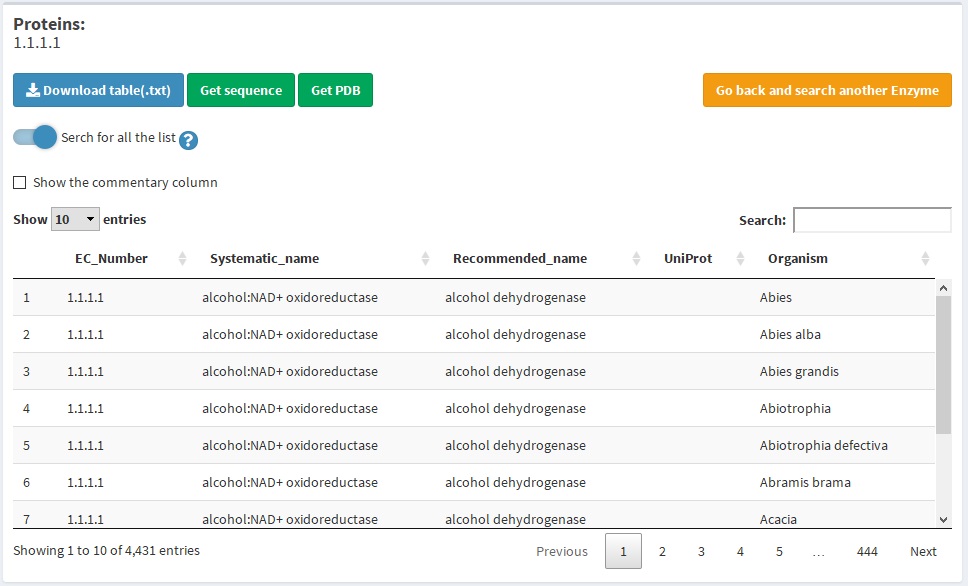 Proteins:
1.1.1.1
Download table(.txt) Get sequence Get PDB Go back and search another Enzyme
Serch for all the list ?
Show the commentary column
Show 10 entries Search:
EC_Number Systematic_name Recommended_name UniProt Organism
1 1.1.1.1 alcohol:NAD+ oxidoreductase alcohol dehydrogenase Abies
2 1.1.1.1 alcohol:NAD+ oxidoreductase alcohol dehydrogenase Abies alba
3 1.1.1.1 alcohol:NAD+ oxidoreductase alcohol dehydrogenase Abies grandis
4 1.1.1.1 alcohol:NAD+ oxidoreductase alcohol dehydrogenase Abiotrophia
5 1.1.1.1 alcohol:NAD+ oxidoreductase alcohol dehydrogenase Abiotrophia defectiva
6 1.1.1.1 alcohol:NAD+ oxidoreductase alcohol dehydrogenase Abramis brama
7 1.1.1.1 alcohol:NAD+ oxidoreductase alcohol dehydrogenase Acacia
Showing 1 to 10 of 4,431 entries Previous 1 2 3 4 5 … 444 Next